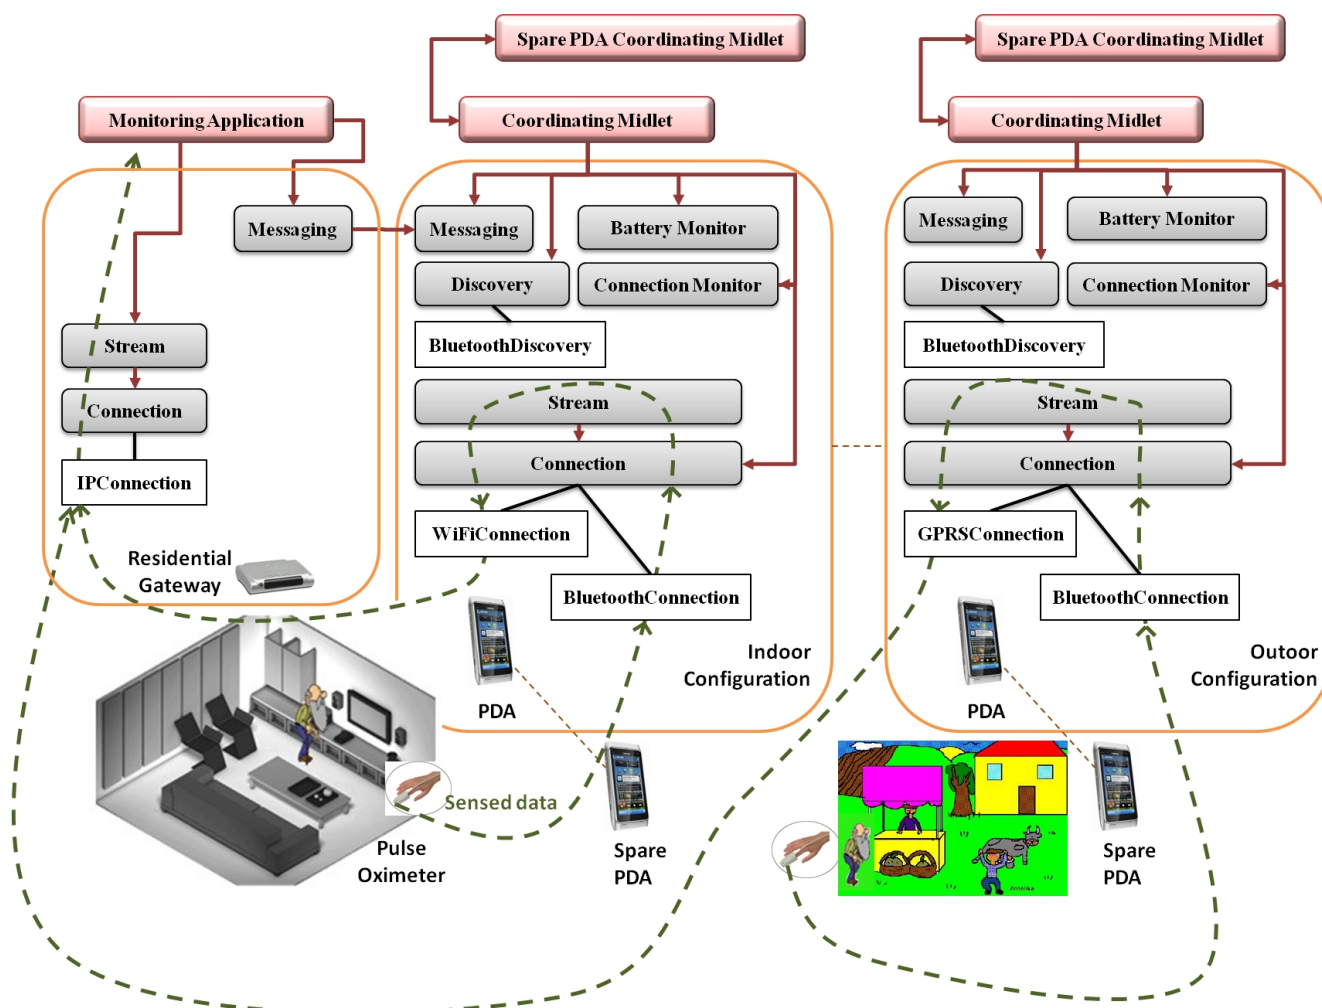 Spare PDA Coordinating Midlet
Spare PDA Coordinating Midlet
Monitoring Application
Coordinating Midlet
Coordinating Midlet
Messaging
Messaging
Battery Monitor
Messaging
Battery Monitor
Discovery
Connection Monitor
Discovery
Connection Monitor
Stream
BluetoothDiscovery
BluetoothDiscovery
Connection
Stream
Stream
Connection
Connection
IPConnection
WiFiConnection
GPRSConnection
Residential
Gateway
BluetoothConnection
BluetoothConnection
Indoor
Configuration
Outoor
Configuration
PDA
PDA
Sensed data
Pulse
Oximeter
Spare
PDA
Spare
PDA